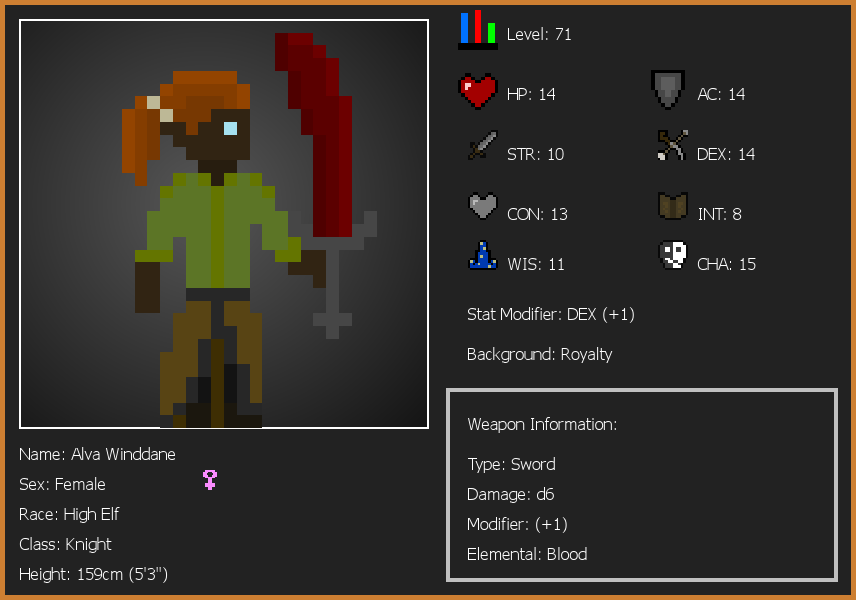 Level: 71
HP: 14
AC: 14
STR: 10
DEX: 14
CON: 13
INT: 8
WIS: 11
CHA: 15
Stat Modifier: DEX (+1)
Background: Royalty
Weapon Information:
Type: Sword
Damage: d6
Modifier: (+1)
Elemental: Blood
Name: Alva Winddane
Sex: Female
Race: High Elf
Class: Knight
Height: 159cm (5'3")